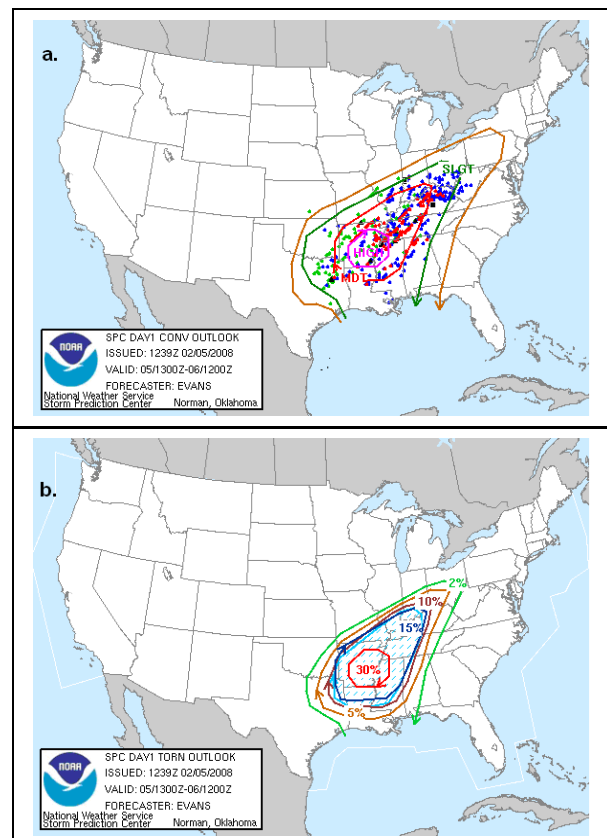 a.
SLGT
HIGH
MDT
NOAA
SPC DAY1 CONV OUTLOOK
ISSUED: 1239Z 02/05/2008
VALID: 05/1300Z-06/1200Z
FORECASTER: EVANS
National Weather Service
Storm Prediction Center Norman, Oklahoma
b.
2%
10%
15%
30%
5%
NOAA
SPC DAY1 TORN OUTLOOK
ISSUED: 1239Z 02/05/2008
VALID: 05/1300Z-06/1200Z
FORECASTER: EVANS
National Weather Service
Storm Prediction Center Norman, Oklahoma